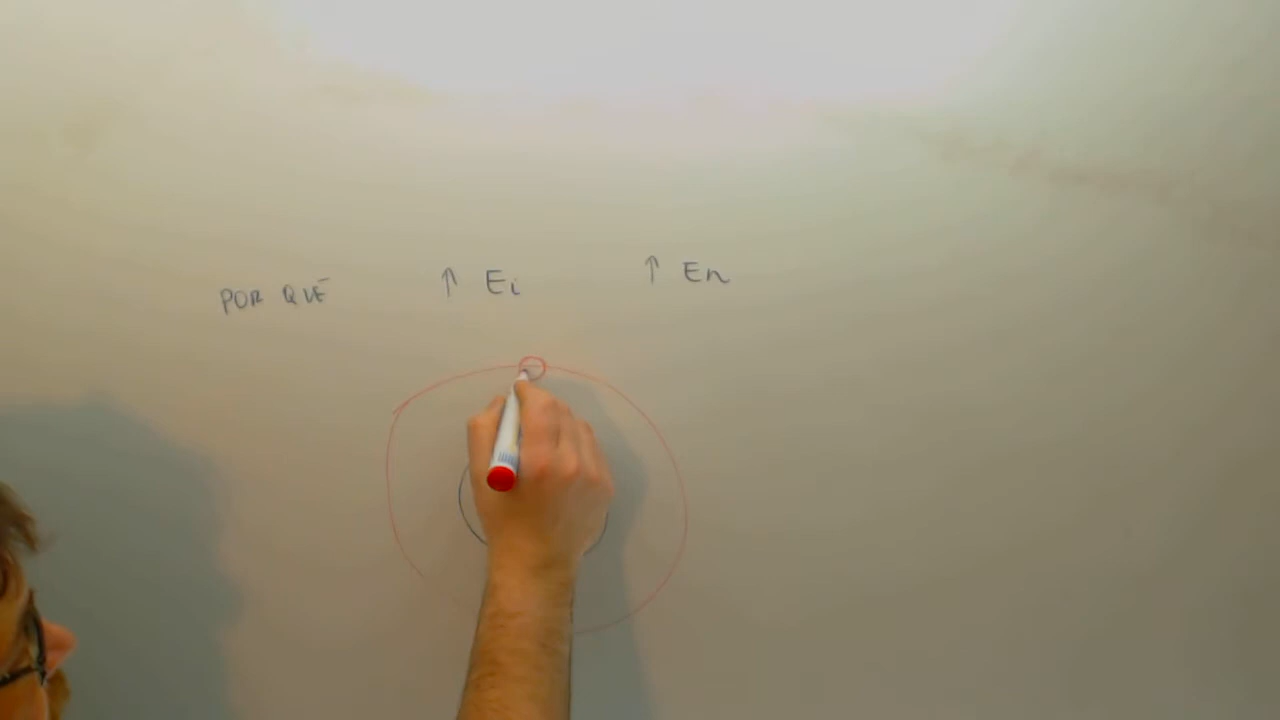 POR QUÉ ↑ Ei ↑ En